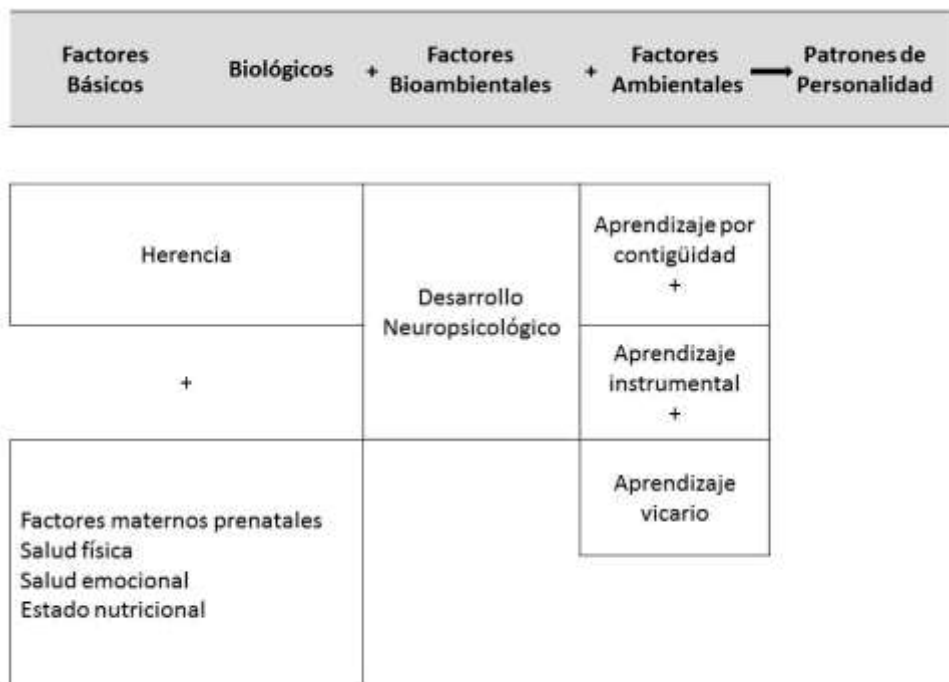 Factores Básicos Biológicos + Factores Bioambientales + Factores Ambientales ➡ Patrones de Personalidad
Herencia
+
Factores maternos prenatales
Salud física
Salud emocional
Estado nutricional
Desarrollo
Neuropsicológico
Aprendizaje por
contigüidad
+
Aprendizaje
instrumental
+
Aprendizaje
vicario